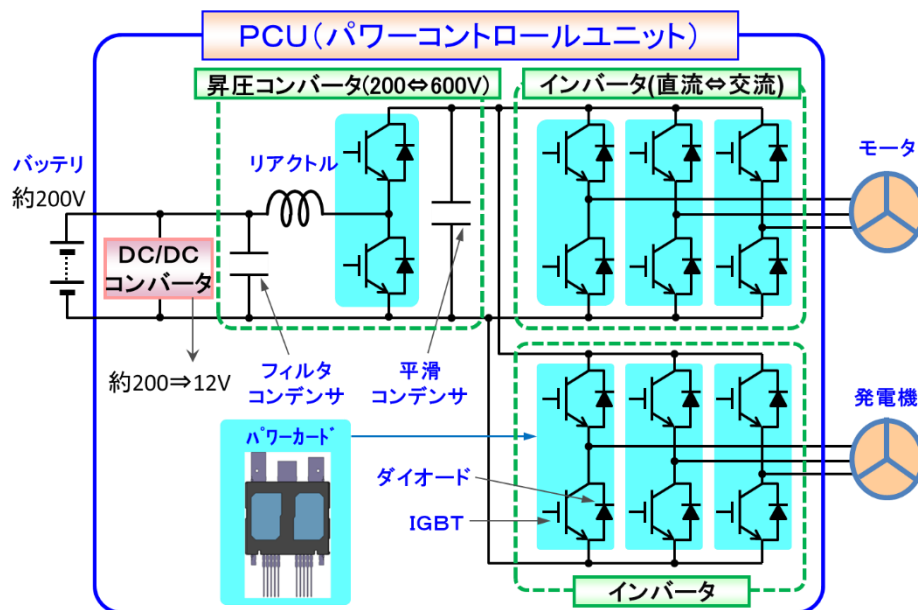 PCU(パワーコントロールユニット)
昇圧コンバータ(200⇔600V)
インバータ(直流⇔交流)
バッテリ
約200V
リアクトル
モータ
DC/DC
コンバータ
約200⇒12V
フィルタ
コンデンサ
平滑
コンデンサ
パワーカード
ダイオード
IGBT
発電機
インバータ